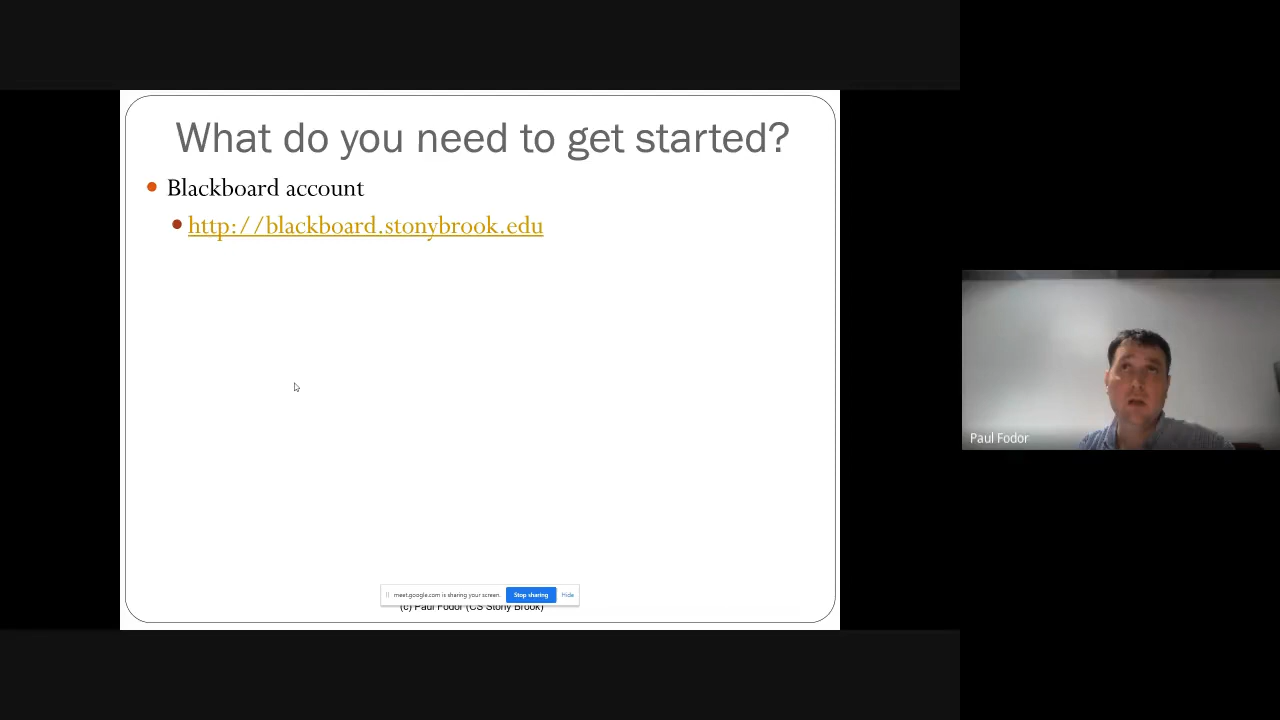 What do you need to get started?
Blackboard account
http://blackboard.stonybrook.edu
meet.google.com is sharing your screen.
Stop sharing
Hide
(c) Paul Fodor (CS Stony Brook)
Paul Fodor